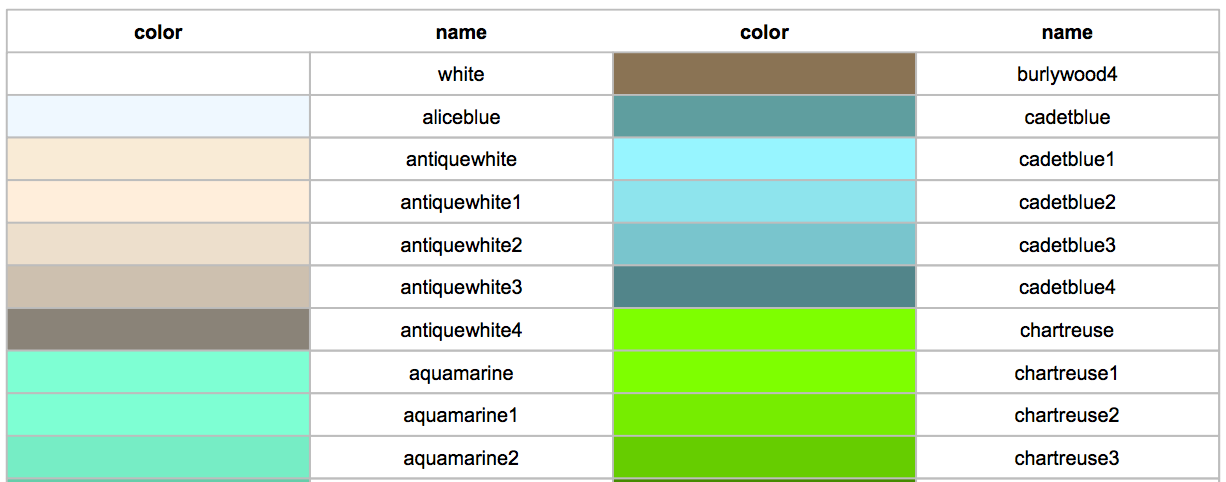 color name color name
white burlywood4
aliceblue cadetblue
antiquewhite cadetblue1
antiquewhite1 cadetblue2
antiquewhite2 cadetblue3
antiquewhite3 cadetblue4
antiquewhite4 chartreuse
aquamarine chartreuse1
aquamarine1 chartreuse2
aquamarine2 chartreuse3